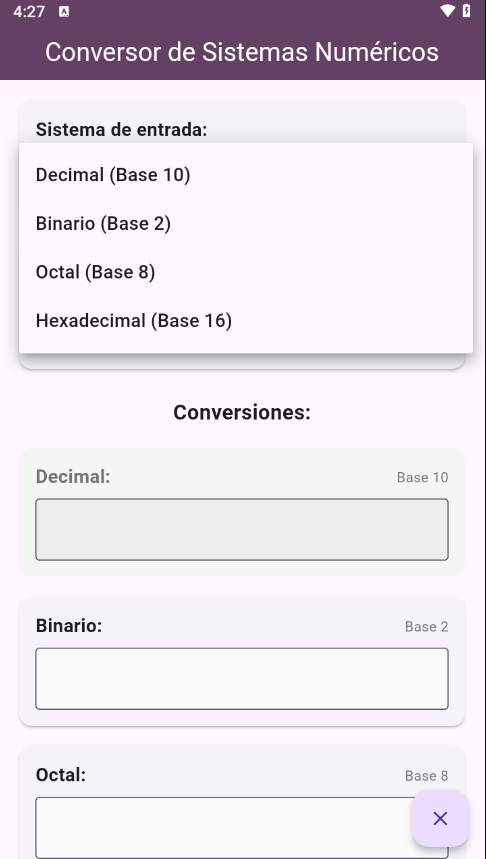 4:27
Conversor de Sistemas Numéricos
Sistema de entrada:
Decimal (Base 10)
Binario (Base 2)
Octal (Base 8)
Hexadecimal (Base 16)
Conversiones:
Decimal: Base 10
Binario: Base 2
Octal: Base 8